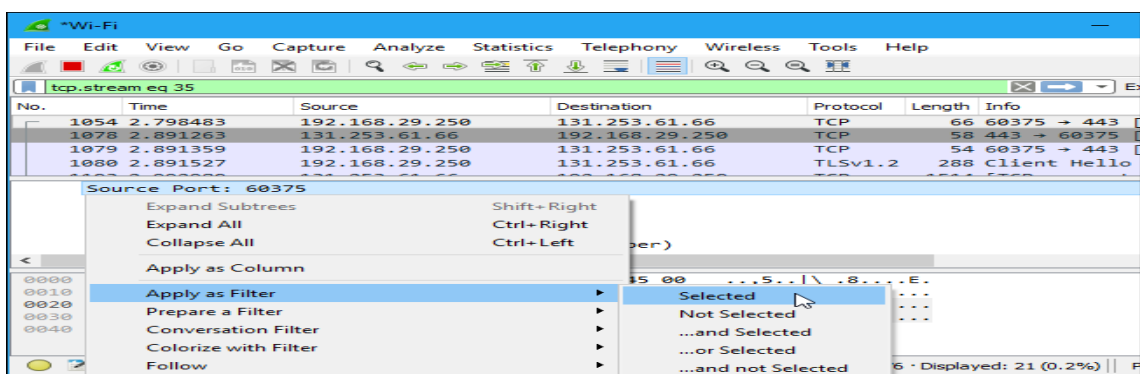 *Wi-Fi
File Edit View Go Capture Analyze Statistics Telephony Wireless Tools Help
tcp.stream eq 35
No. Time Source Destination Protocol Length Info
1054 2.798483 192.168.29.250 131.253.61.66 TCP 66 60375 → 443 [
1078 2.891263 131.253.61.66 192.168.29.250 TCP 58 443 → 60375 [
1079 2.891359 192.168.29.250 131.253.61.66 TCP 54 60375 → 443 [
1080 2.891527 192.168.29.250 131.253.61.66 TLSv1.2 288 Client Hello
Source Port: 60375
Expand Subtrees Shift+Right
Expand All Ctrl+Right
Collapse All Ctrl+Left
ber)
Apply as Column
0000 45 00 ...5..|\ .8....E.
0010 Apply as Filter Selected
0020 Prepare a Filter Not Selected
0030 Conversation Filter ...and Selected
0040 Colorize with Filter ...or Selected
Follow ...and not Selected 6 · Displayed: 21 (0.2%)